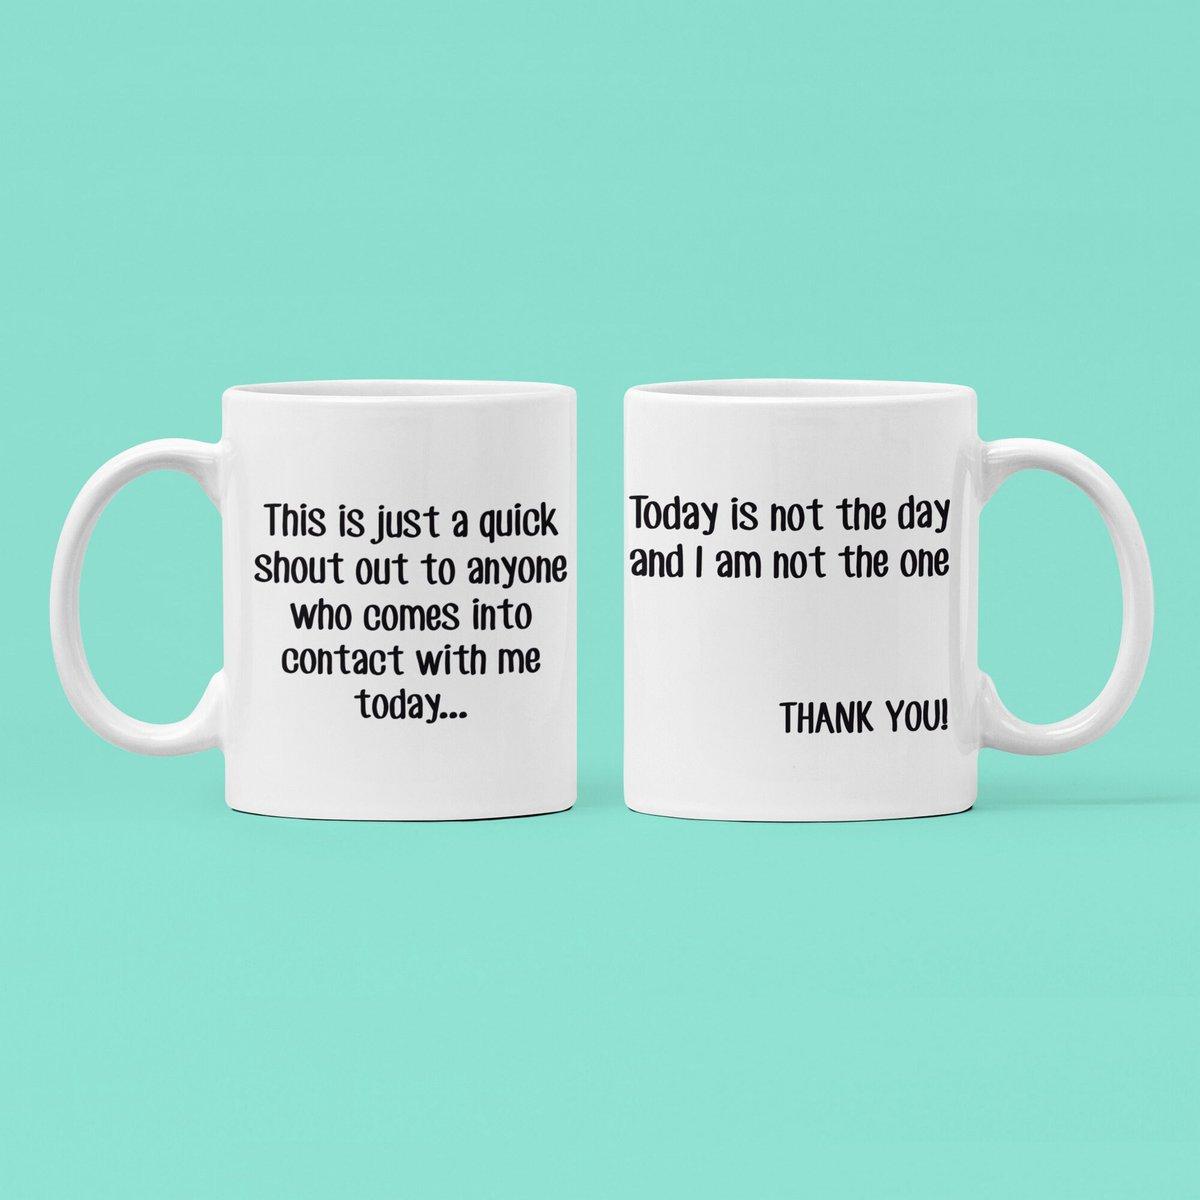 This is just a quick
shout out to anyone
who comes into
contact with me
today...
Today is not the day
and I am not the one
THANK YOU!